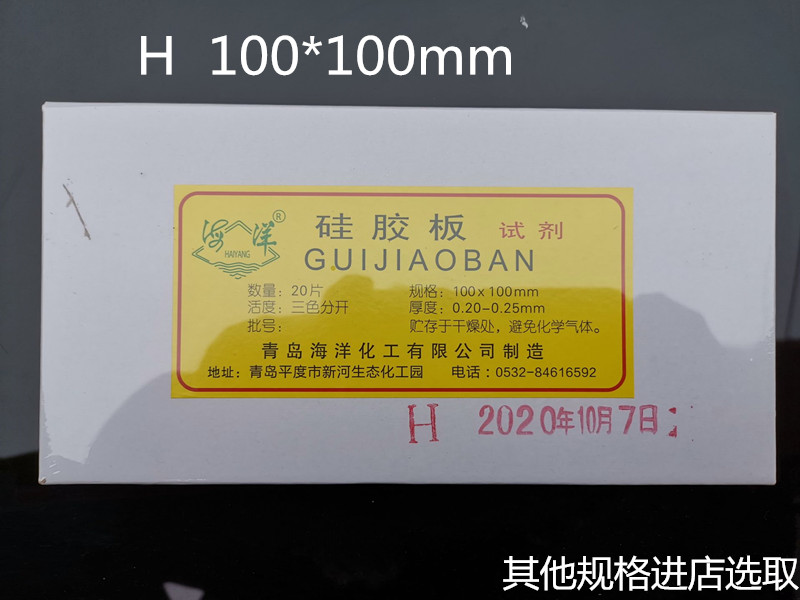 H 100*100mm
海洋®
HAIYANG
硅胶板 试剂
GUIJIAOBAN
数量: 20片 规格: 100x100mm
活度: 三色分开 厚度: 0.20-0.25mm
批号: 贮存于干燥处, 避免化学气体。
青岛海洋化工有限公司制造
地址: 青岛平度市新河生态化工园 电话: 0532-84616592
H 2020年10月7日
其他规格进店选取